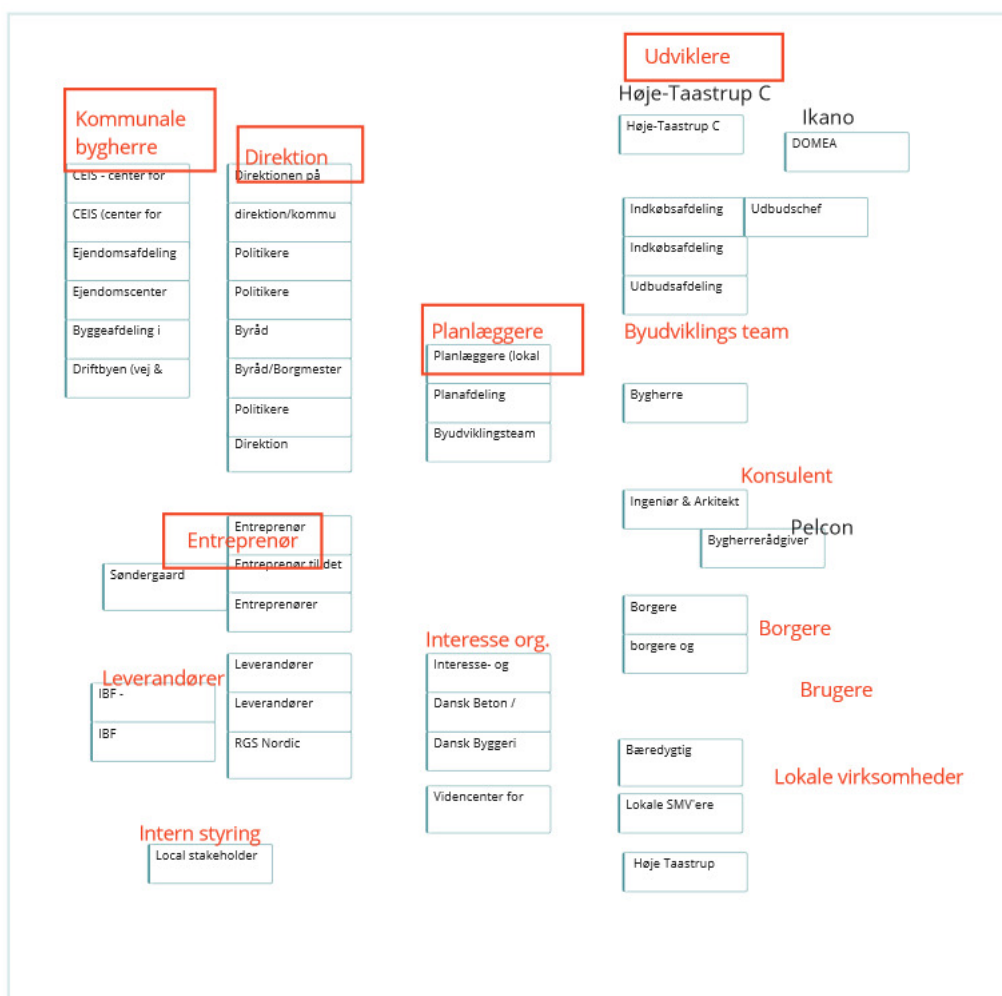 Udviklere
Høje-Taastrup C
Høje-Taastrup C
Ikano
DOMEA
Kommunale
bygherre
CEIS - center for
CEIS (center for
Ejendomsafdeling
Ejendomscenter
Byggeafdeling i
Driftbyen (vej &
Direktion
Direktionen på
direktion/kommu
Politikere
Politikere
Byråd
Byråd/Borgmester
Politikere
Direktion
Planlæggere
Planlæggere (lokal
Planafdeling
Byudviklingsteam
Indkøbsafdeling
Udbudschef
Indkøbsafdeling
Udbudsafdeling
Byudviklings team
Bygherre
Konsulent
Ingeniør & Arkitekt
Pelcon
Bygherrerådgiver
Entreprenør
Entreprenør
Entreprenør til det
Entreprenører
Søndergaard
Leverandører
IBF -
IBF
Leverandører
Leverandører
RGS Nordic
Interesse org.
Interesse- og
Dansk Beton /
Dansk Byggeri
Videncenter for
Borgere
borgere og
Borgere
Brugere
Bæredygtig
Lokale virksomheder
Lokale SMV'ere
Høje Taastrup
Intern styring
Local stakeholder